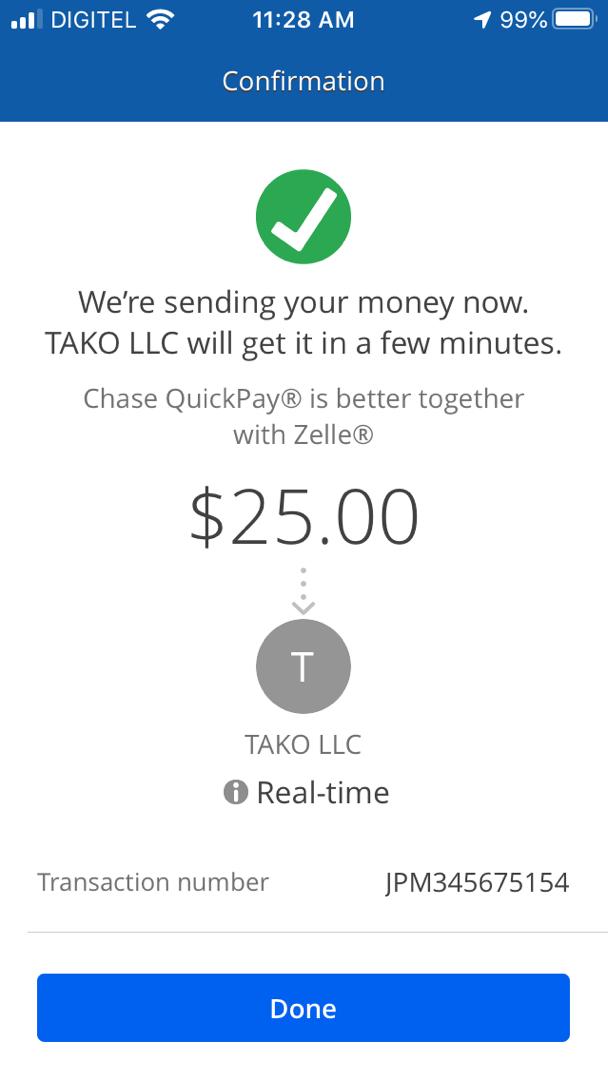 DIGITEL 11:28 AM 99%
Confirmation
We're sending your money now.
TAKO LLC will get it in a few minutes.
Chase QuickPay® is better together
with Zelle®
$25.00
T
TAKO LLC
Real-time
Transaction number JPM345675154
Done